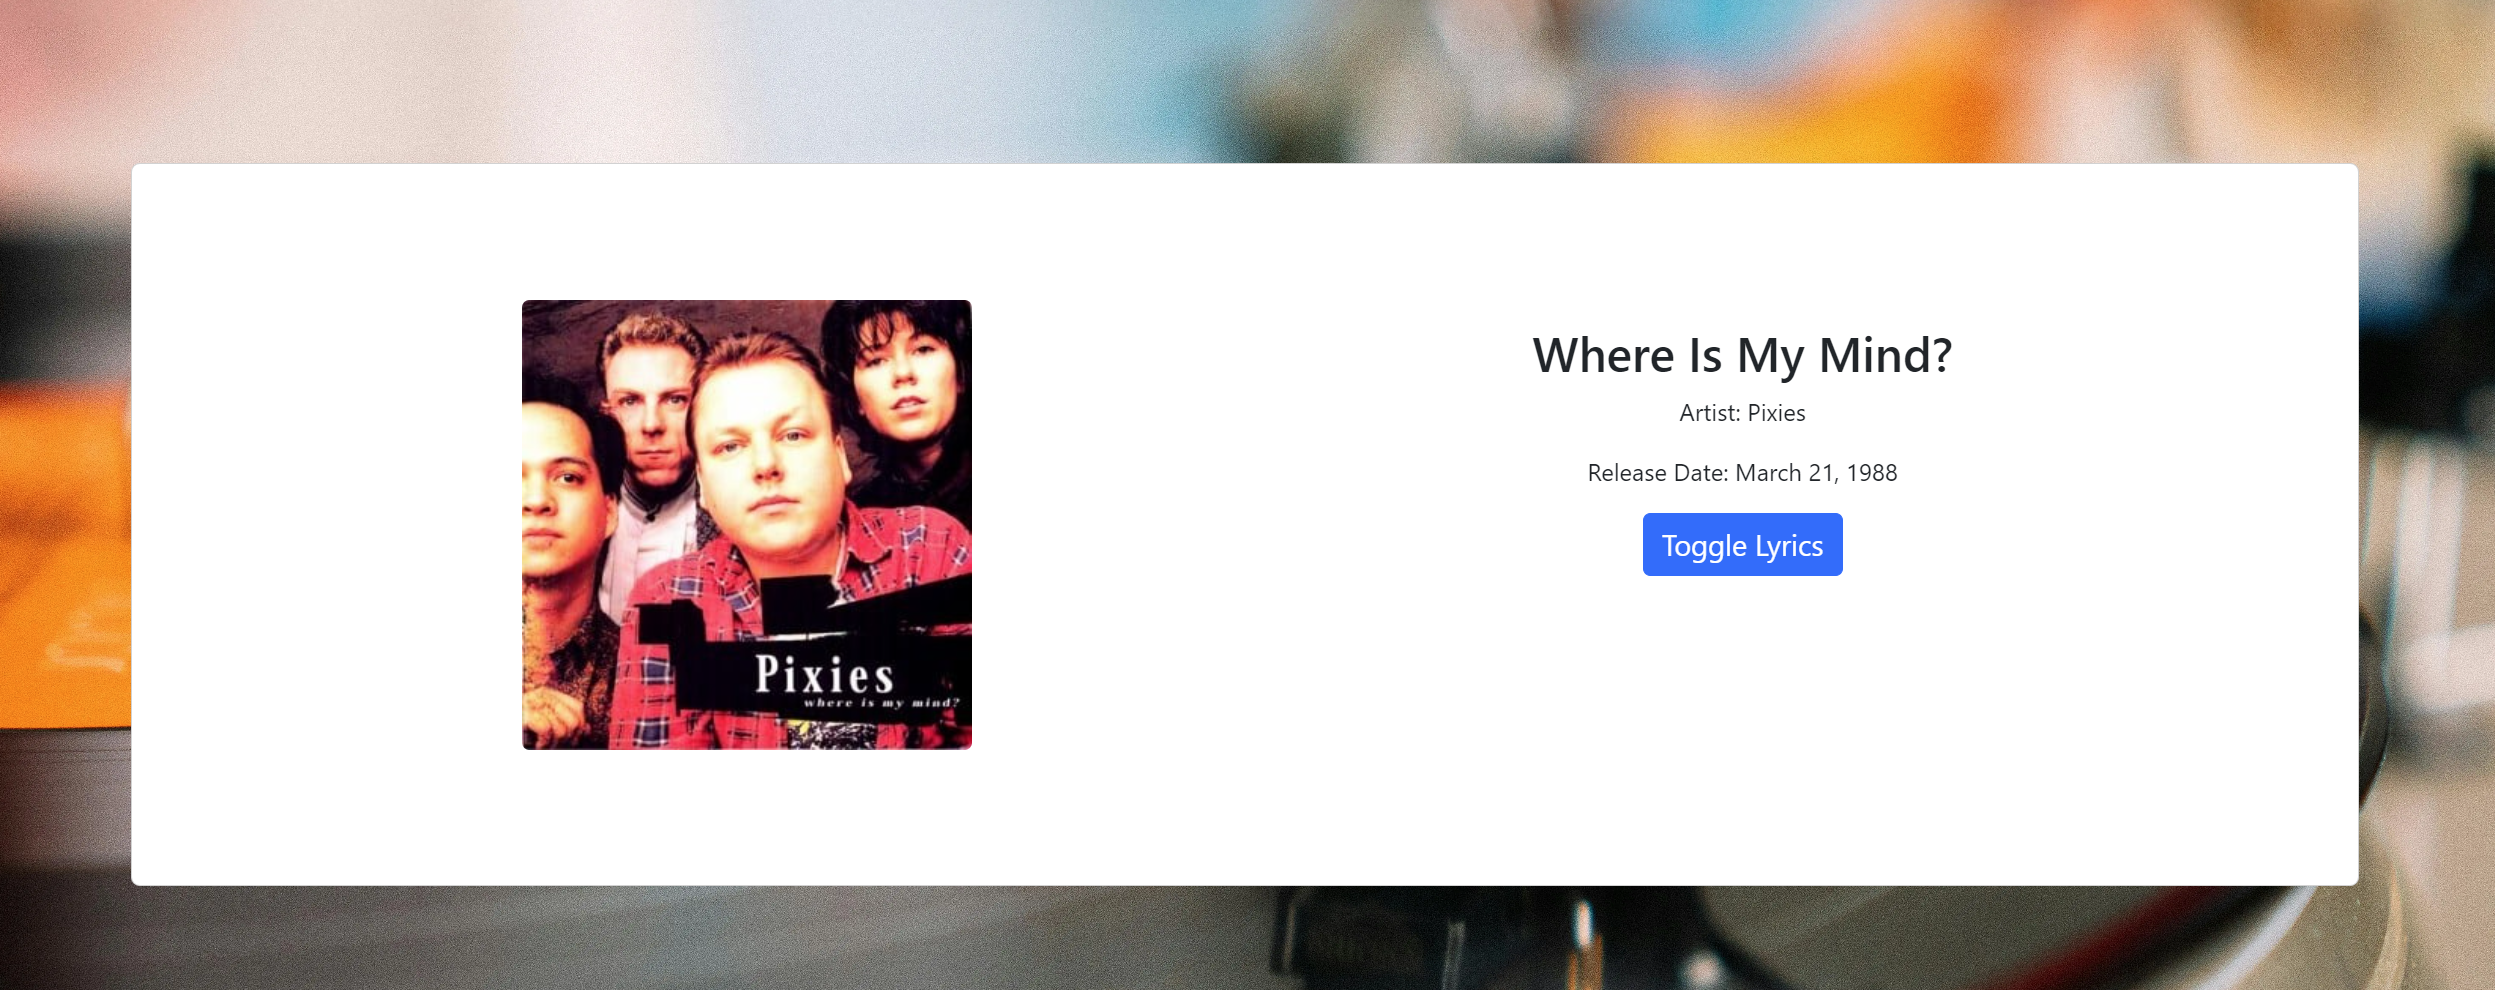 Where Is My Mind?
Artist: Pixies
Release Date: March 21, 1988
Toggle Lyrics
Pixies
where is my mind?